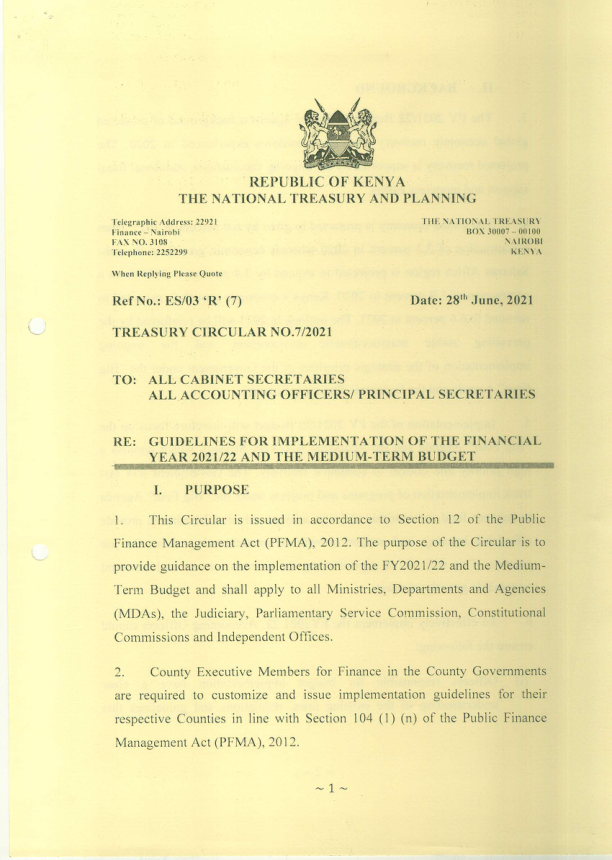 REPUBLIC OF KENYA
THE NATIONAL TREASURY AND PLANNING
Telegraphic Address: 22921
Finance – Nairobi
FAX NO. 3108
Telephone: 2252299
When Replying Please Quote
THE NATIONAL TREASURY
BOX 30007 – 00100
NAIROBI
KENYA
Ref No.: ES/03 ‘R’ (7) Date: 28th June, 2021
TREASURY CIRCULAR NO.7/2021
TO: ALL CABINET SECRETARIES
ALL ACCOUNTING OFFICERS/ PRINCIPAL SECRETARIES
RE: GUIDELINES FOR IMPLEMENTATION OF THE FINANCIAL
YEAR 2021/22 AND THE MEDIUM-TERM BUDGET
I. PURPOSE
1. This Circular is issued in accordance to Section 12 of the Public
Finance Management Act (PFMA), 2012. The purpose of the Circular is to
provide guidance on the implementation of the FY2021/22 and the Medium-
Term Budget and shall apply to all Ministries, Departments and Agencies
(MDAs), the Judiciary, Parliamentary Service Commission, Constitutional
Commissions and Independent Offices.
2. County Executive Members for Finance in the County Governments
are required to customize and issue implementation guidelines for their
respective Counties in line with Section 104 (1) (n) of the Public Finance
Management Act (PFMA), 2012.
~ 1 ~